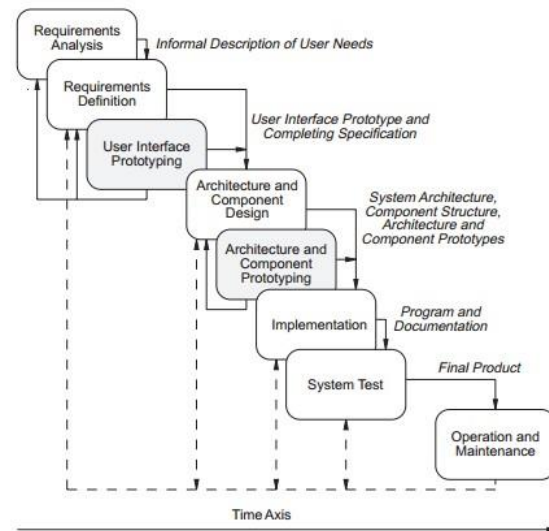 Requirements
Analysis
Informal Description of User Needs
Requirements
Definition
User Interface Prototype and
Completing Specification
User Interface
Prototyping
Architecture and
Component
Design
System Architecture,
Component Structure,
Architecture and
Component Prototypes
Architecture and
Component
Prototyping
Implementation
Program and
Documentation
System Test
Final Product
Operation and
Maintenance
Time Axis